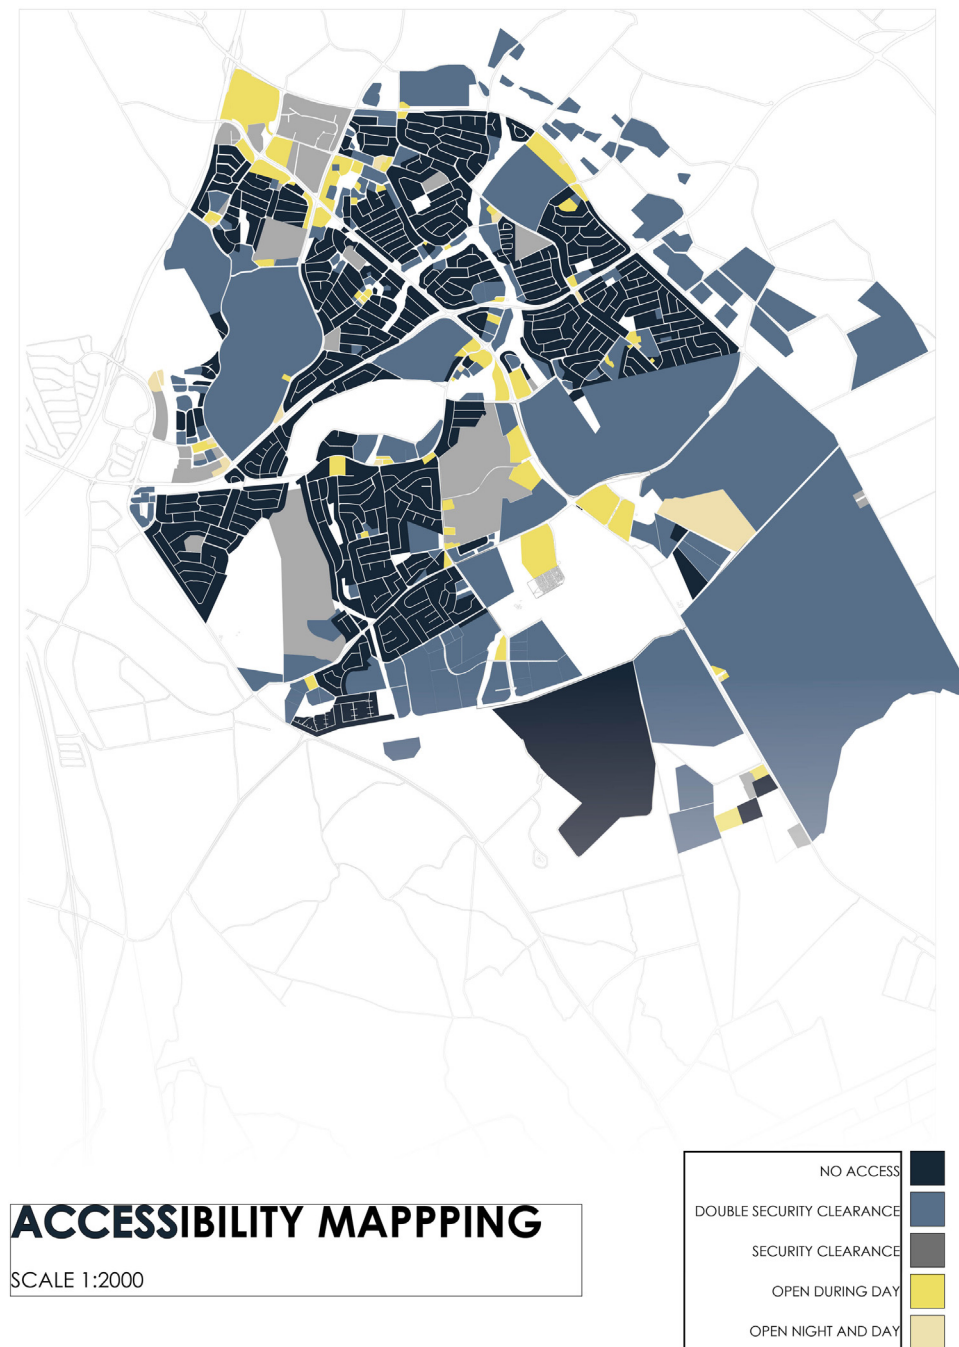 ACCESSIBILITY MAPPPING
SCALE 1:2000
NO ACCESS
DOUBLE SECURITY CLEARANCE
SECURITY CLEARANCE
OPEN DURING DAY
OPEN NIGHT AND DAY